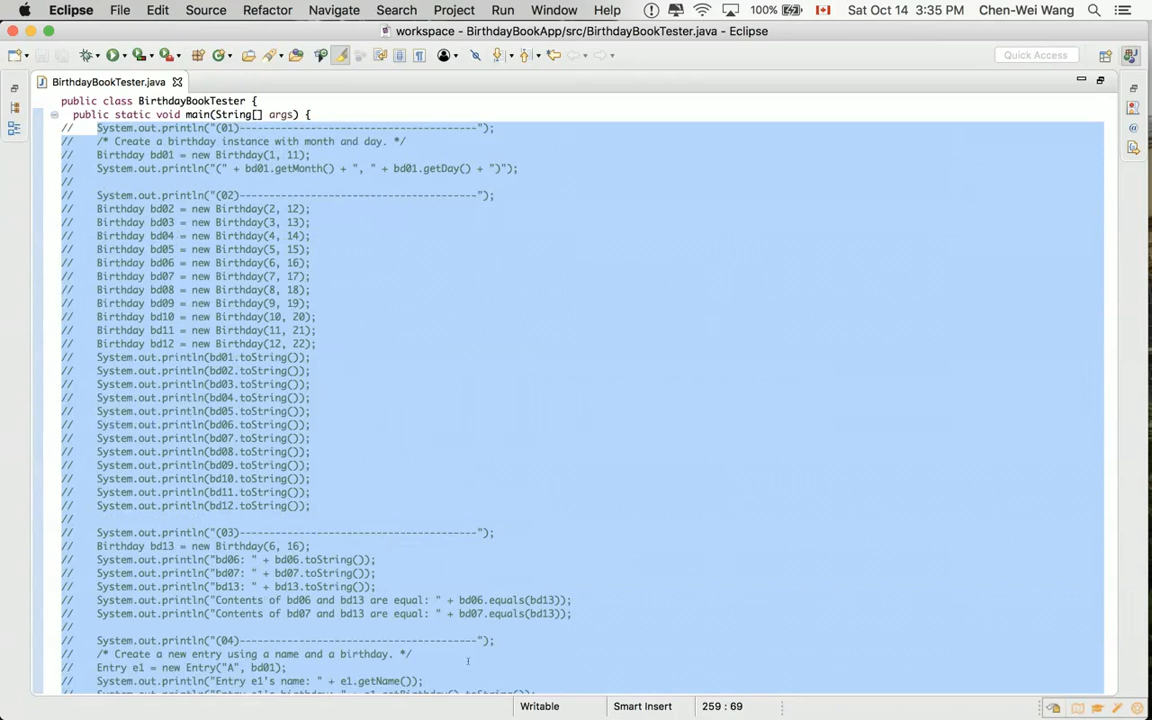 Eclipse File Edit Source Refactor Navigate Search Project Run Window Help 100% Sat Oct 14 3:35 PM Chen-Wei Wang
workspace - BirthdayBookApp/src/BirthdayBookTester.java - Eclipse
Quick Access
BirthdayBookTester.java
public class BirthdayBookTester {
public static void main(String[] args) {
// System.out.println("(01)----------------------------------------");
// /* Create a birthday instance with month and day. */
// Birthday bd01 = new Birthday(1, 11);
// System.out.println("(" + bd01.getMonth() + ", " + bd01.getDay() + ")");
//
// System.out.println("(02)----------------------------------------");
// Birthday bd02 = new Birthday(2, 12);
// Birthday bd03 = new Birthday(3, 13);
// Birthday bd04 = new Birthday(4, 14);
// Birthday bd05 = new Birthday(5, 15);
// Birthday bd06 = new Birthday(6, 16);
// Birthday bd07 = new Birthday(7, 17);
// Birthday bd08 = new Birthday(8, 18);
// Birthday bd09 = new Birthday(9, 19);
// Birthday bd10 = new Birthday(10, 20);
// Birthday bd11 = new Birthday(11, 21);
// Birthday bd12 = new Birthday(12, 22);
// System.out.println(bd01.toString());
// System.out.println(bd02.toString());
// System.out.println(bd03.toString());
// System.out.println(bd04.toString());
// System.out.println(bd05.toString());
// System.out.println(bd06.toString());
// System.out.println(bd07.toString());
// System.out.println(bd08.toString());
// System.out.println(bd09.toString());
// System.out.println(bd10.toString());
// System.out.println(bd11.toString());
// System.out.println(bd12.toString());
//
// System.out.println("(03)----------------------------------------");
// Birthday bd13 = new Birthday(6, 16);
// System.out.println("bd06: " + bd06.toString());
// System.out.println("bd07: " + bd07.toString());
// System.out.println("bd13: " + bd13.toString());
// System.out.println("Contents of bd06 and bd13 are equal: " + bd06.equals(bd13));
// System.out.println("Contents of bd07 and bd13 are equal: " + bd07.equals(bd13));
//
// System.out.println("(04)----------------------------------------");
// /* Create a new entry using a name and a birthday. */
// Entry e1 = new Entry("A", bd01);
// System.out.println("Entry e1's name: " + e1.getName());
// System.out.println("Entry e1's birthday: " + e1.getBirthday().toString());
Writable Smart Insert 259 : 69